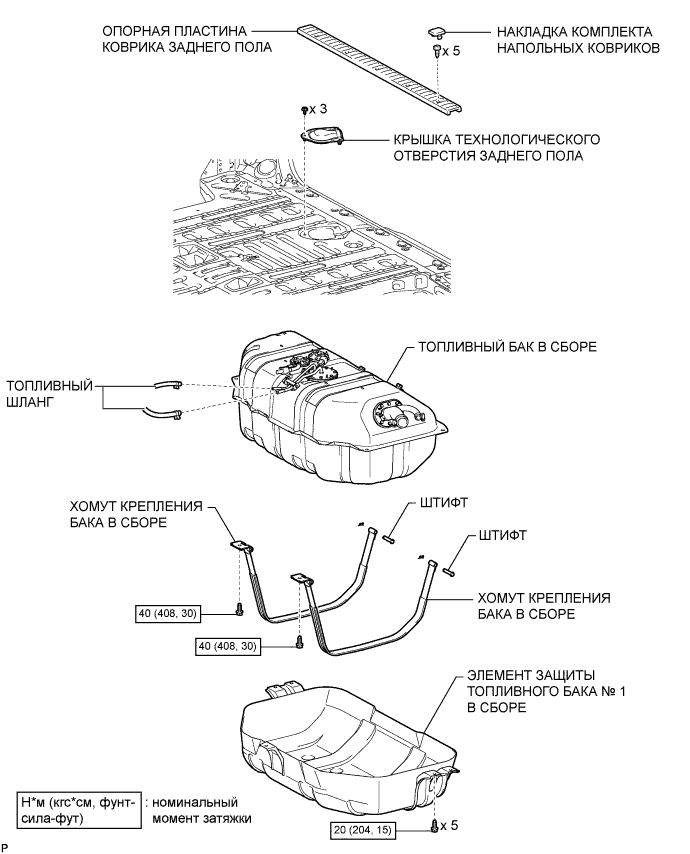 ОПОРНАЯ ПЛАСТИНА
КОВРИКА ЗАДНЕГО ПОЛА
НАКЛАДКА КОМПЛЕКТА
НАПОЛЬНЫХ КОВРИКОВ
x 5
x 3
КРЫШКА ТЕХНОЛОГИЧЕСКОГО
ОТВЕРСТИЯ ЗАДНЕГО ПОЛА
ТОПЛИВНЫЙ БАК В СБОРЕ
ТОПЛИВНЫЙ
ШЛАНГ
ХОМУТ КРЕПЛЕНИЯ
БАКА В СБОРЕ
ШТИФТ
ШТИФТ
ХОМУТ КРЕПЛЕНИЯ
БАКА В СБОРЕ
40 (408, 30)
40 (408, 30)
ЭЛЕМЕНТ ЗАЩИТЫ
ТОПЛИВНОГО БАКА № 1
В СБОРЕ
Н*м (кгс*см, фунт-
сила-фут)
: номинальный
момент затяжки
20 (204, 15)
x 5
P